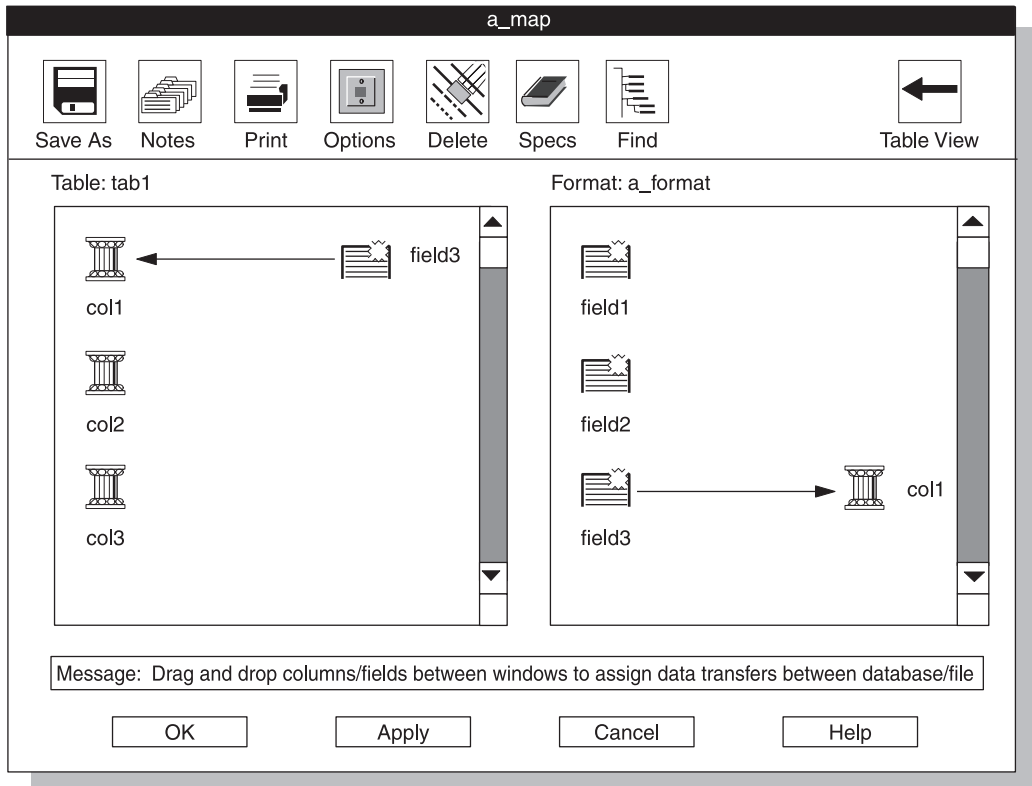 a_map
Save As Notes Print Options Delete Specs Find Table View
Table: tab1
Format: a_format
field3
col1
col2
col3
field1
field2
col1
field3
Message: Drag and drop columns/fields between windows to assign data transfers between database/file
OK Apply Cancel Help